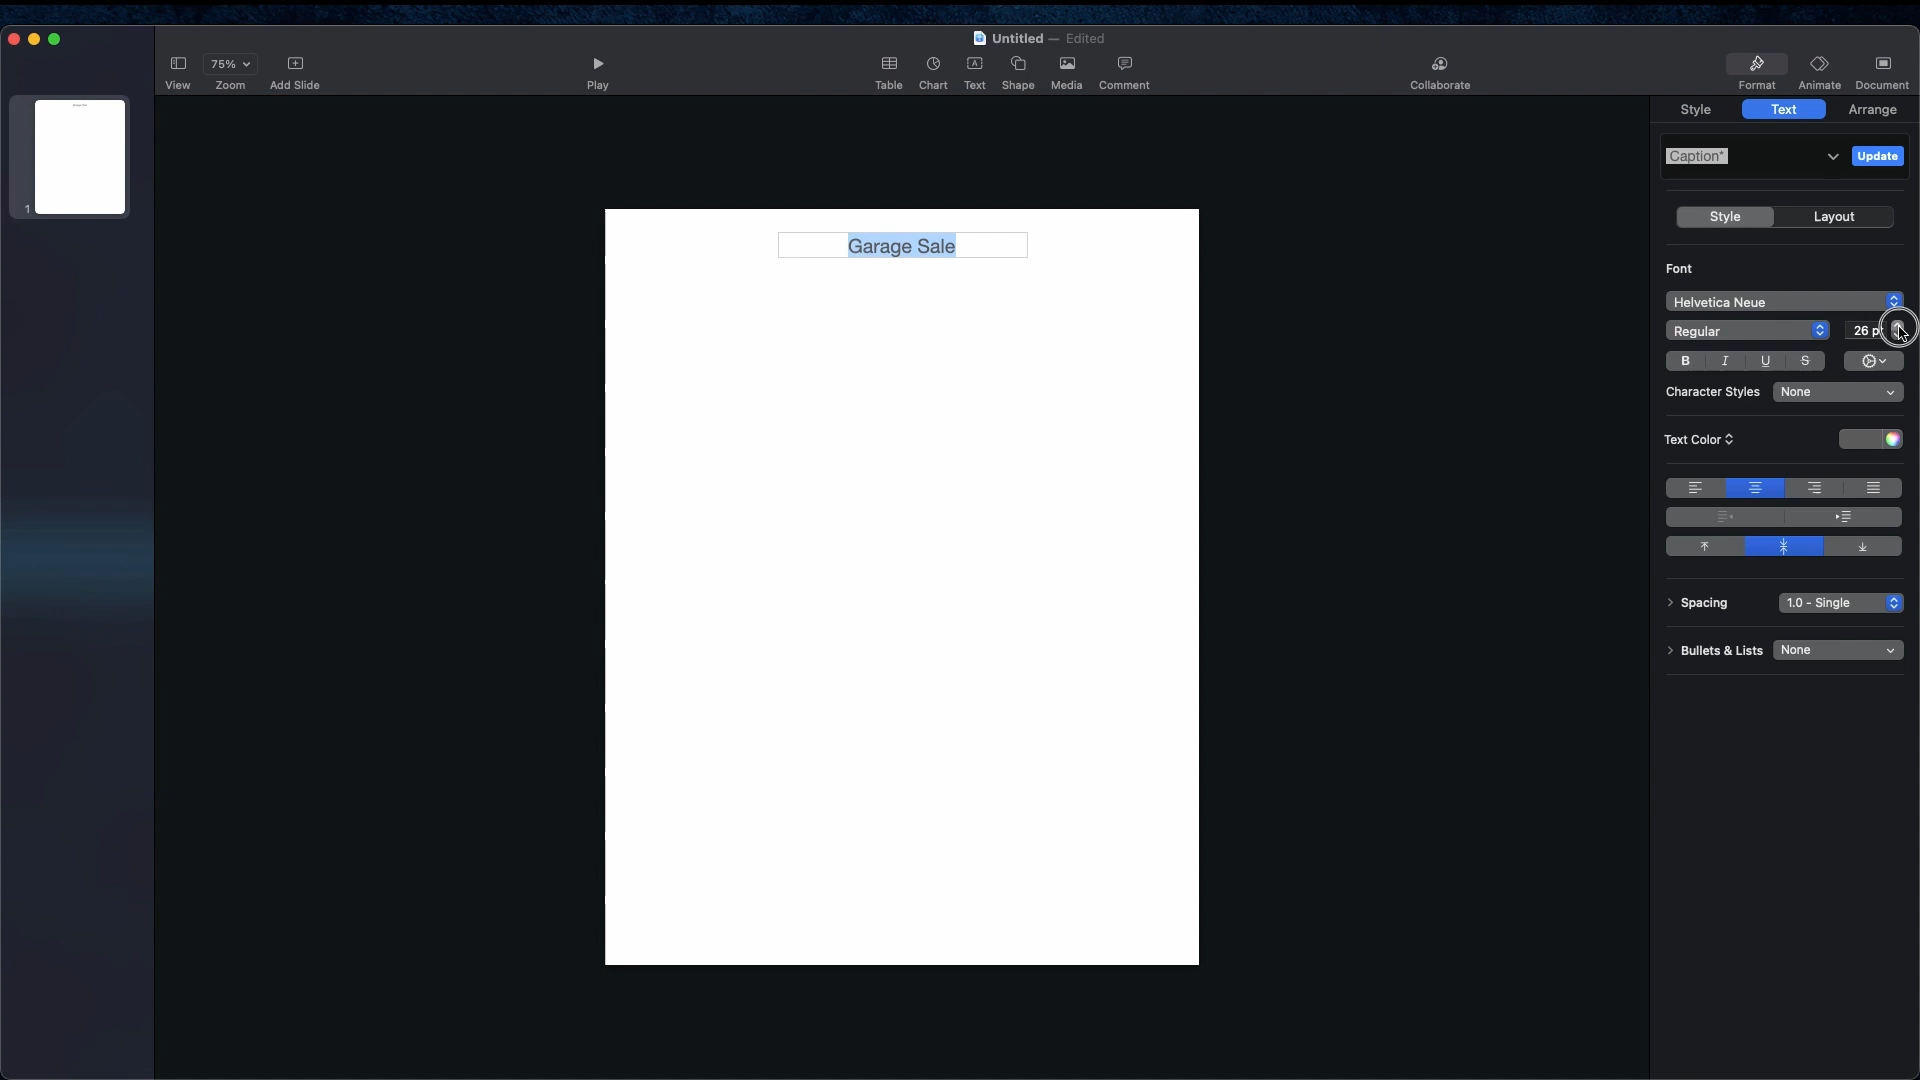 Untitled — Edited
View
75%
Zoom
Add Slide
Play
Table
Chart
Text
Shape
Media
Comment
Collaborate
Format
Animate
Document
1
Garage Sale
Style
Text
Arrange
Caption*
Update
Style
Layout
Font
Helvetica Neue
Regular
26 pt
B I U S
Character Styles
None
Text Color
Spacing
1.0 - Single
Bullets & Lists
None